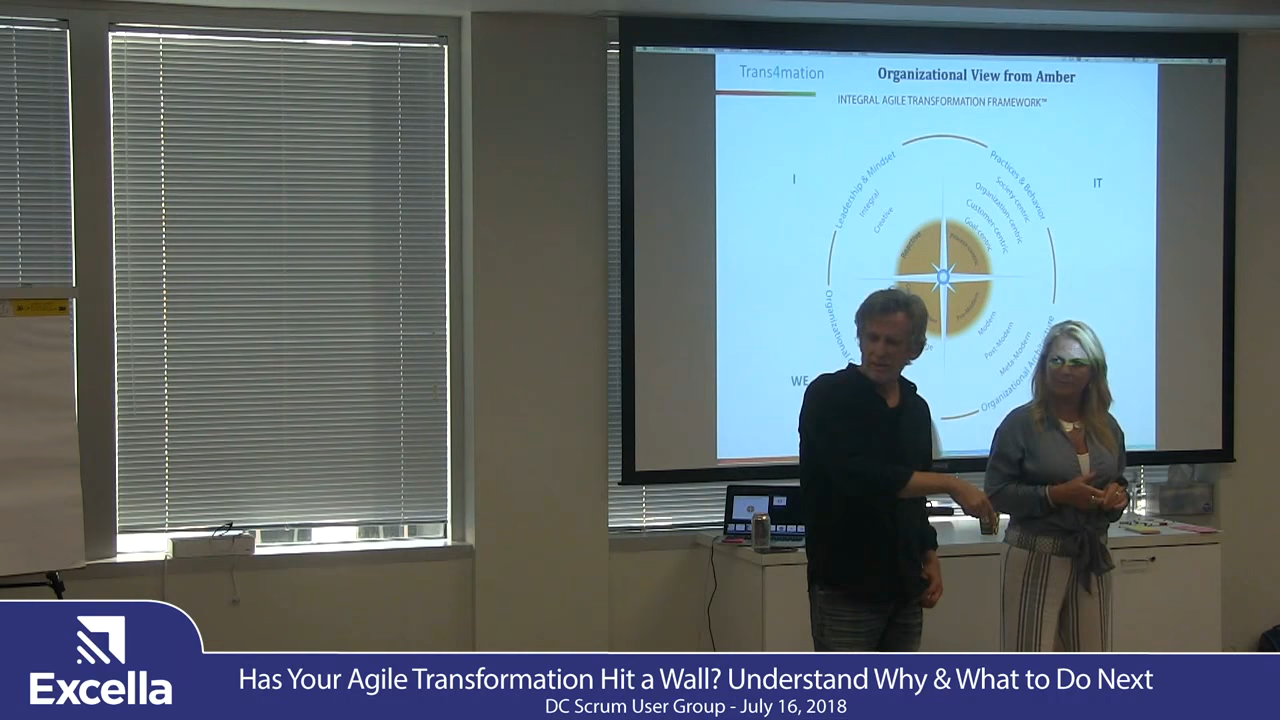 Trans4mation
Organizational View from Amber
INTEGRAL AGILE TRANSFORMATION FRAMEWORK™
I
IT
Leadership & Mindset
Integral
Creative
Practices & Behavior
Society-centric
Organization-centric
Customer-centric
Goal-centric
WE
Organizational
Modern
Post-Modern
Meta-Modern
Organizational
Excella
Has Your Agile Transformation Hit a Wall? Understand Why & What to Do Next
DC Scrum User Group - July 16, 2018